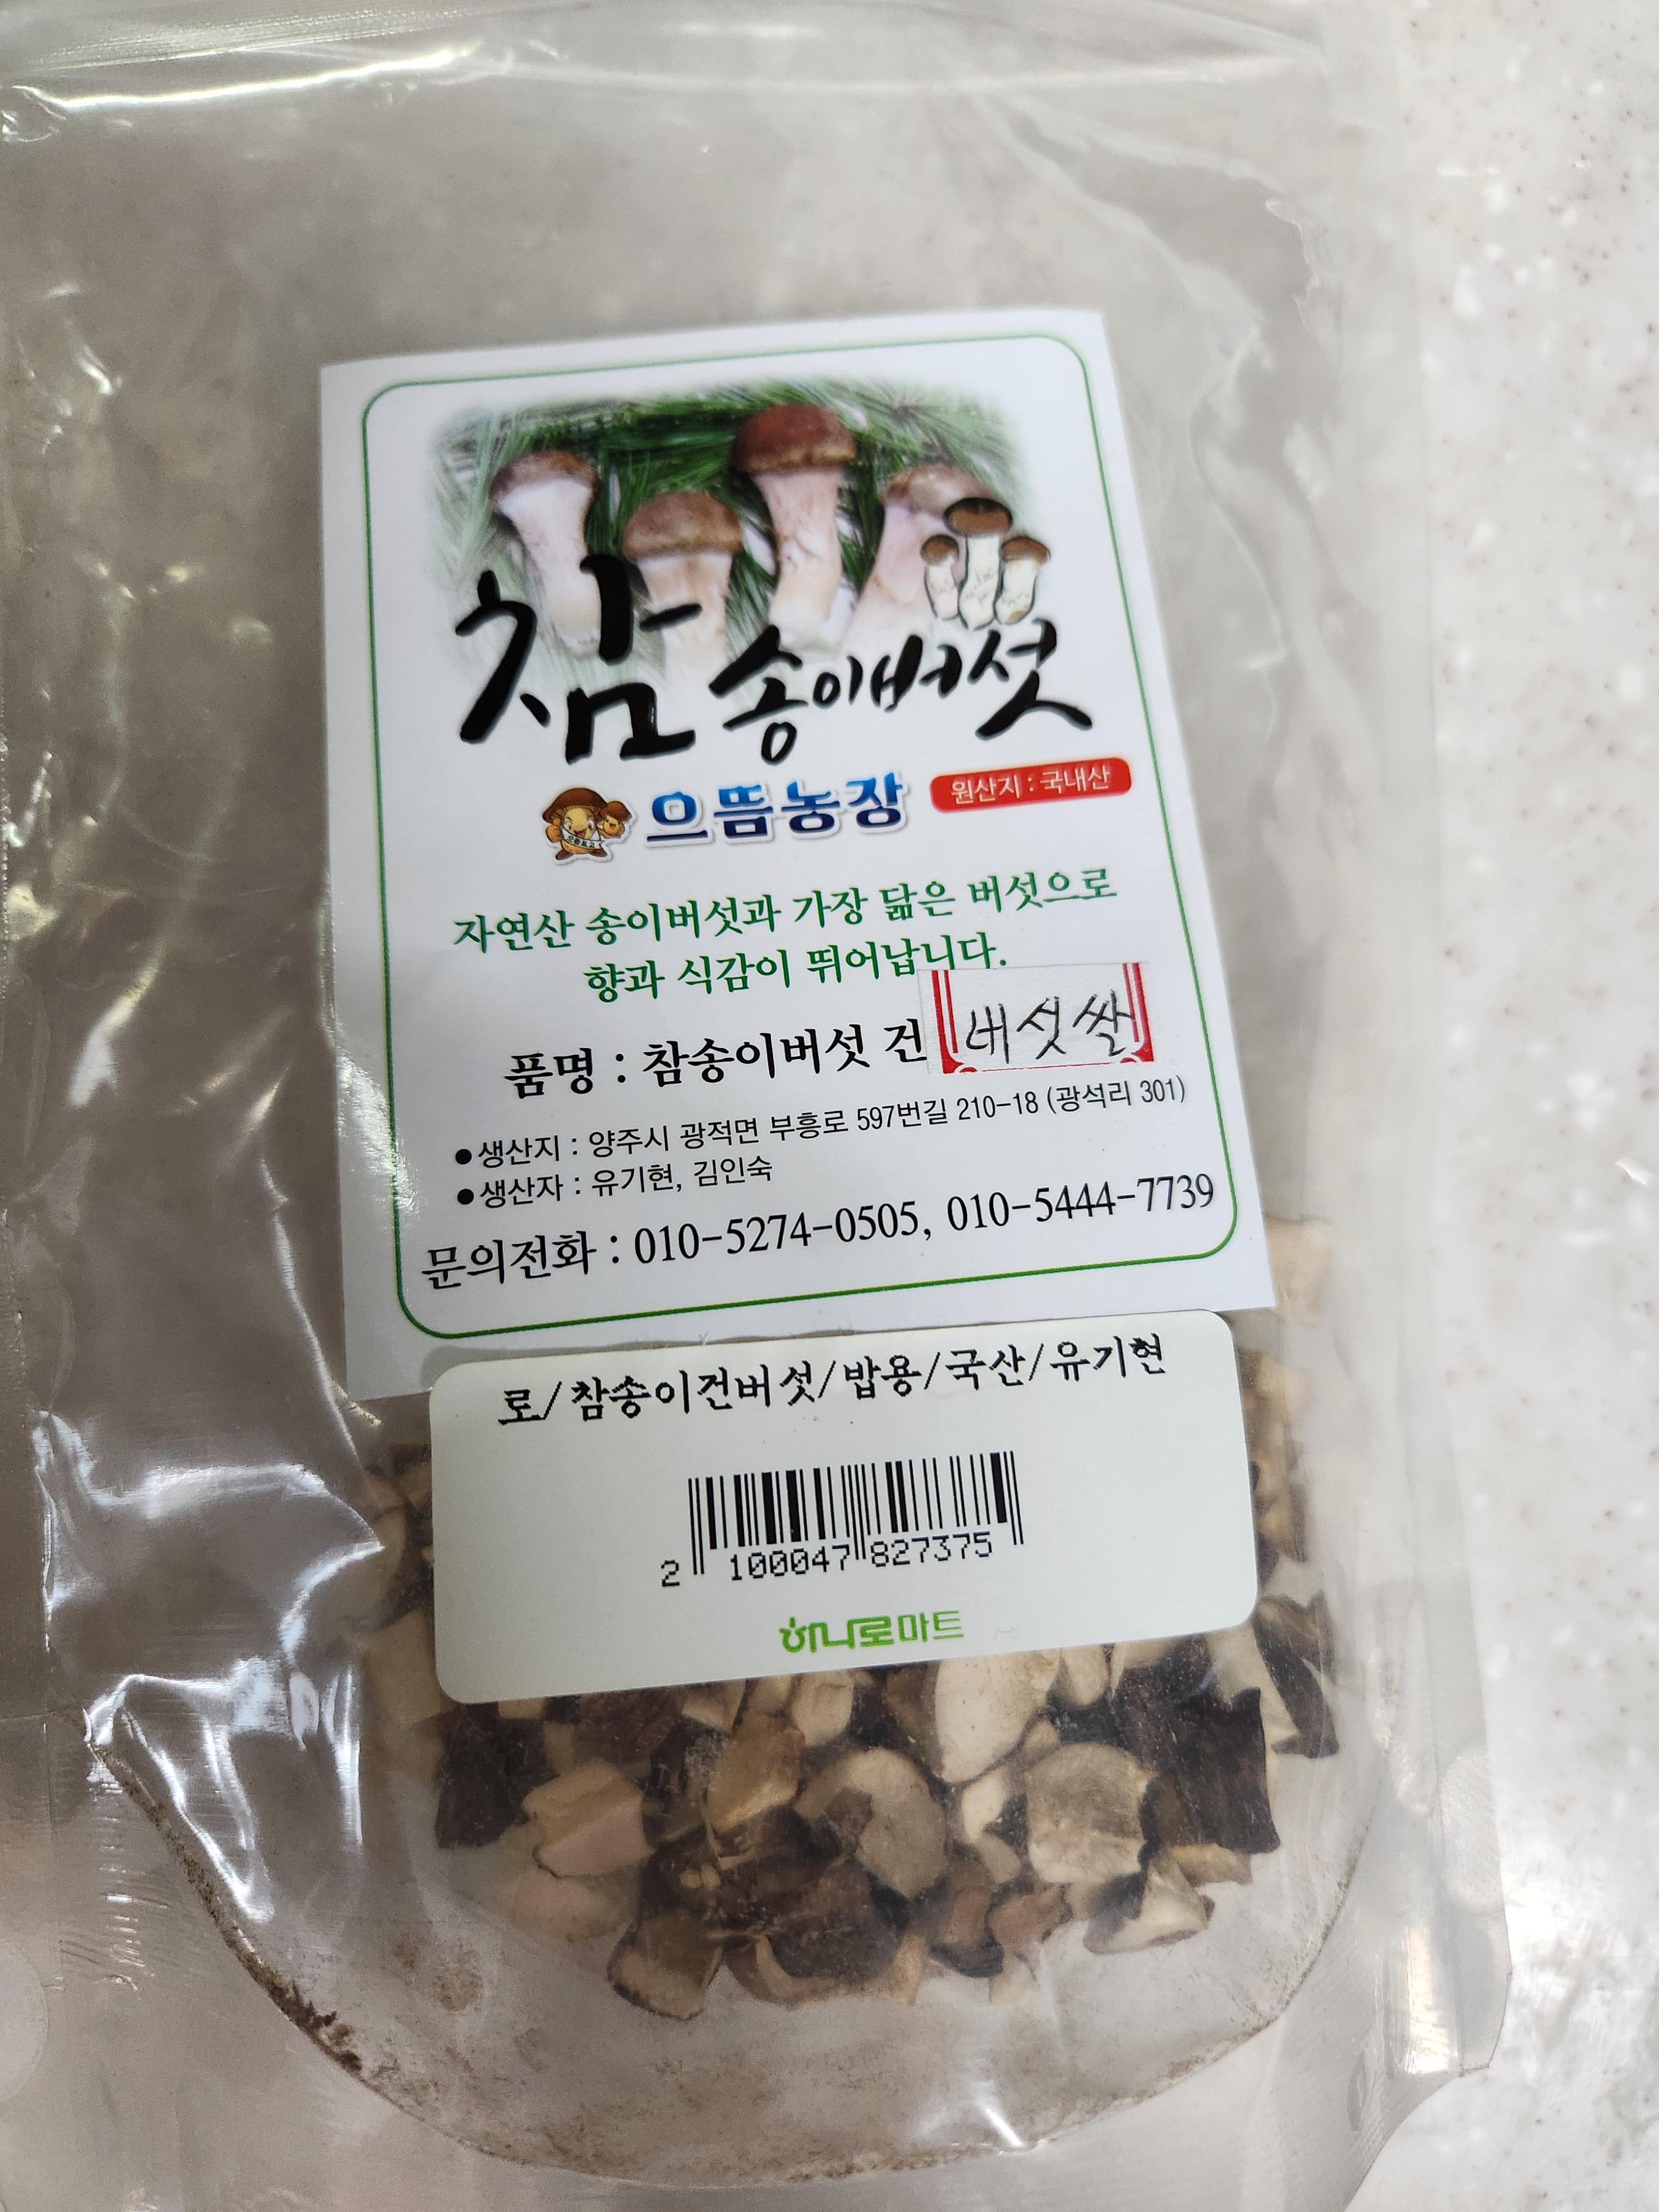 참송이버섯
으뜸농장 원산지 : 국내산
자연산 송이버섯과 가장 닮은 버섯으로
향과 식감이 뛰어납니다.
품명 : 참송이버섯 건 버섯쌀
●생산지 : 양주시 광적면 부흥로 597번길 210-18 (광석리 301)
●생산자 : 유기현, 김인숙
문의전화 : 010-5274-0505, 010-5444-7739
로/참송이건버섯/밥용/국산/유기현
2 100047 827375
하나로마트